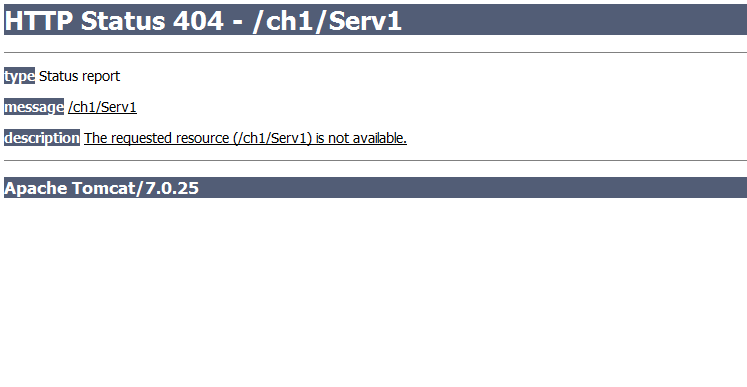 HTTP Status 404 - /ch1/Serv1
type Status report
message /ch1/Serv1
description The requested resource (/ch1/Serv1) is not available.
Apache Tomcat/7.0.25